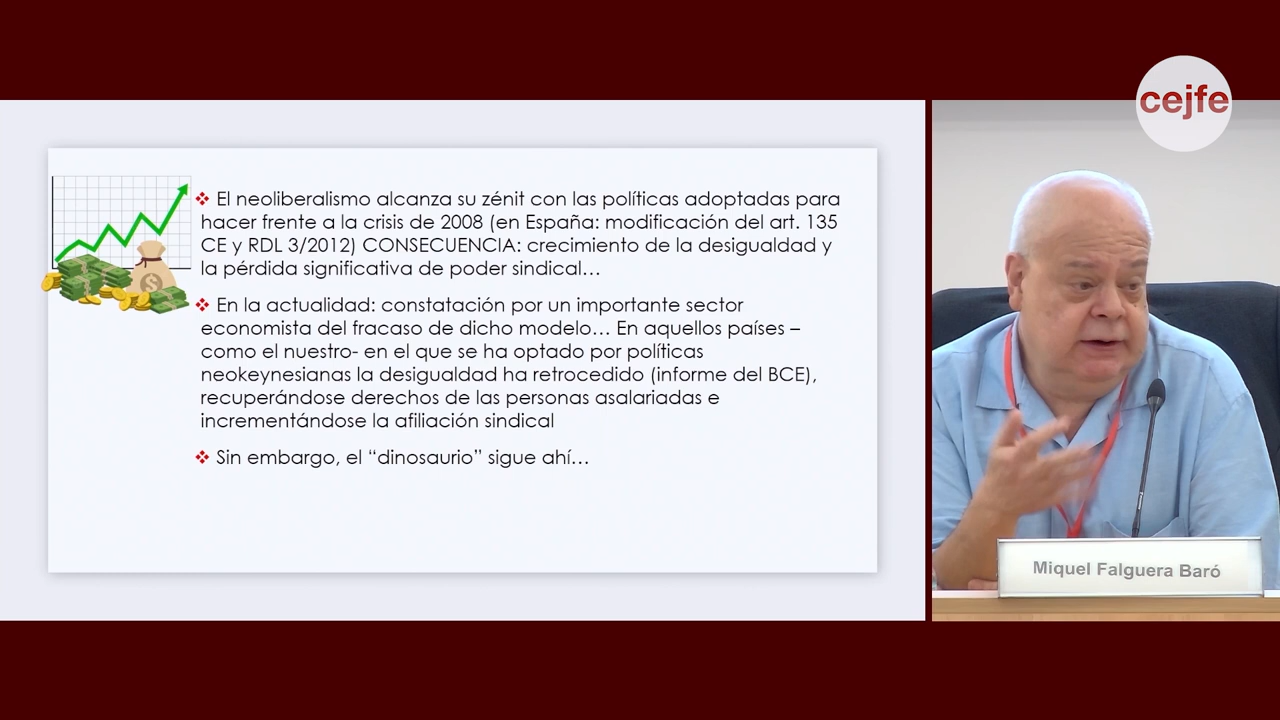 cejfe
❖ El neoliberalismo alcanza su zénit con las políticas adoptadas para
hacer frente a la crisis de 2008 (en España: modificación del art. 135
CE y RDL 3/2012) CONSECUENCIA: crecimiento de la desigualdad y
la pérdida significativa de poder sindical…
❖ En la actualidad: constatación por un importante sector
economista del fracaso de dicho modelo… En aquellos países –
como el nuestro- en el que se ha optado por políticas
neokeynesianas la desigualdad ha retrocedido (informe del BCE),
recuperándose derechos de las personas asalariadas e
incrementándose la afiliación sindical
❖ Sin embargo, el “dinosaurio” sigue ahí…
$
Miquel Falguera Baró